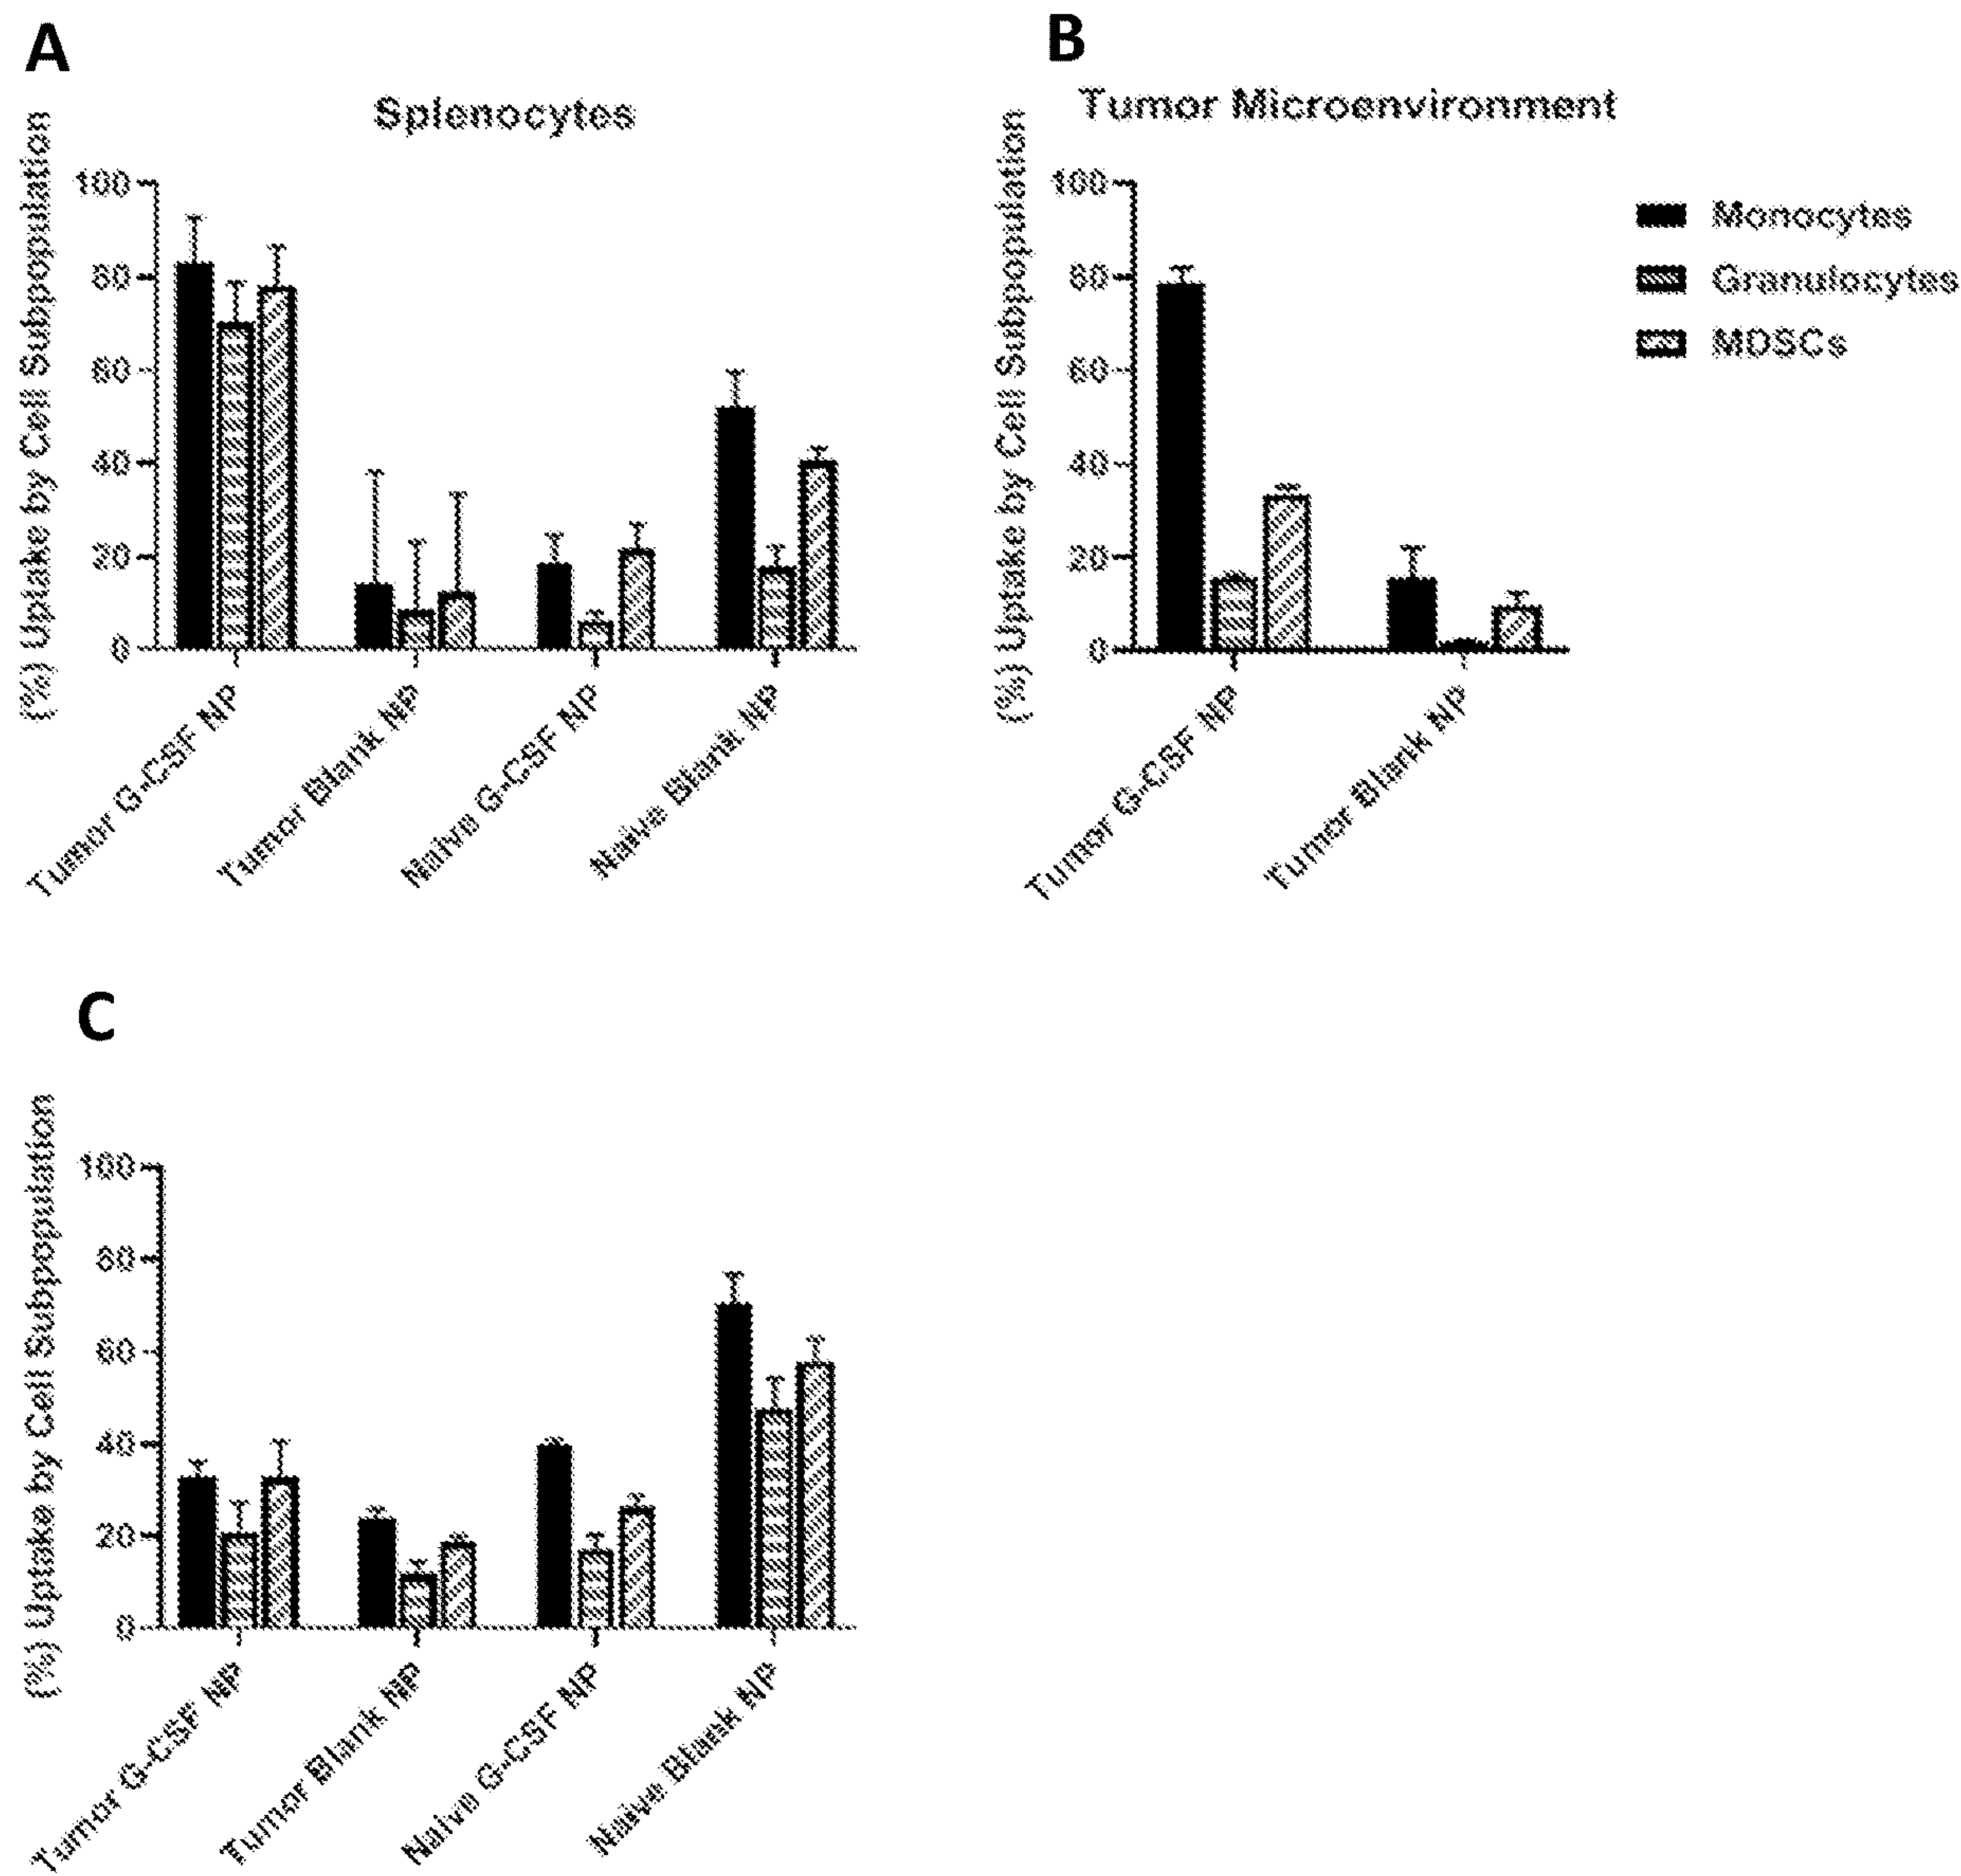 A
Splenocytes
(%) Uptake by Cell Subpopulation
100
80
60
40
20
0
Tumor G-CSF NP
Tumor Blank NP
Naive G-CSF NP
Naive Blank NP
B
Tumor Microenvironment
(%) Uptake by Cell Subpopulation
100
80
60
40
20
0
Tumor G-CSF NP
Tumor Blank NP
Monocytes
Granulocytes
MDSCs
C
(%) Uptake by Cell Subpopulation
100
80
60
40
20
0
Tumor G-CSF NP
Tumor Blank NP
Naive G-CSF NP
Naive Blank NP